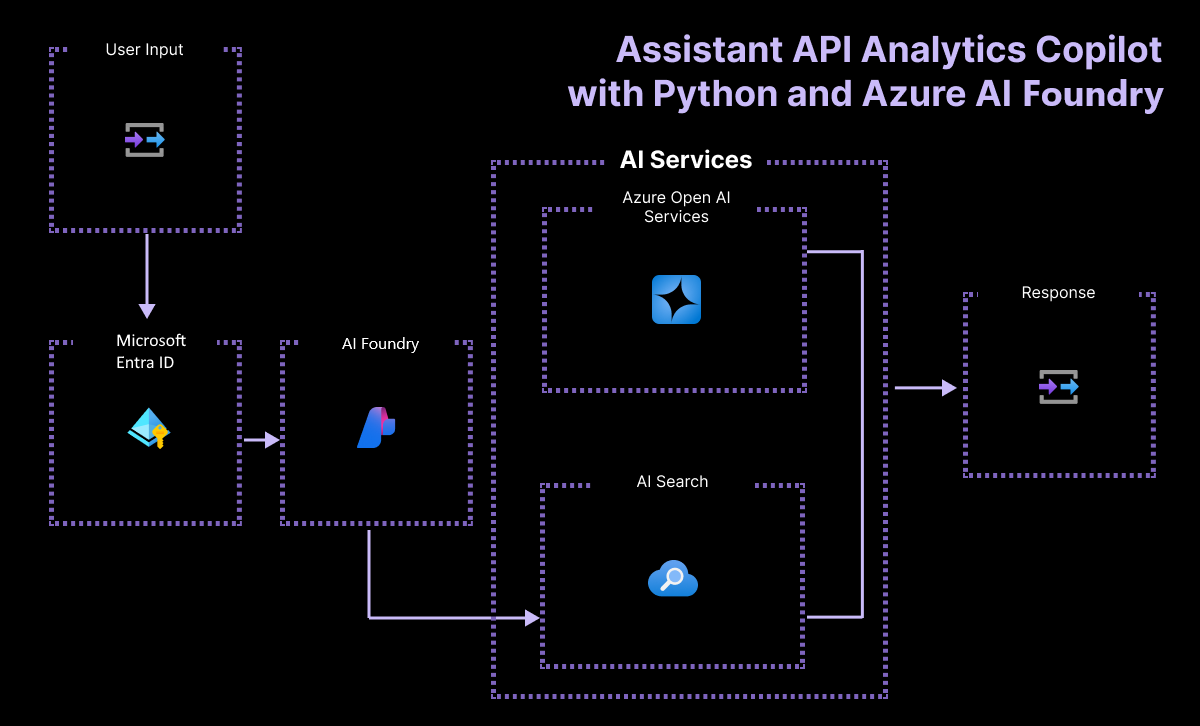 Assistant API Analytics Copilot
with Python and Azure AI Foundry
User Input
Microsoft
Entra ID
AI Foundry
AI Services
Azure Open AI
Services
AI Search
Response